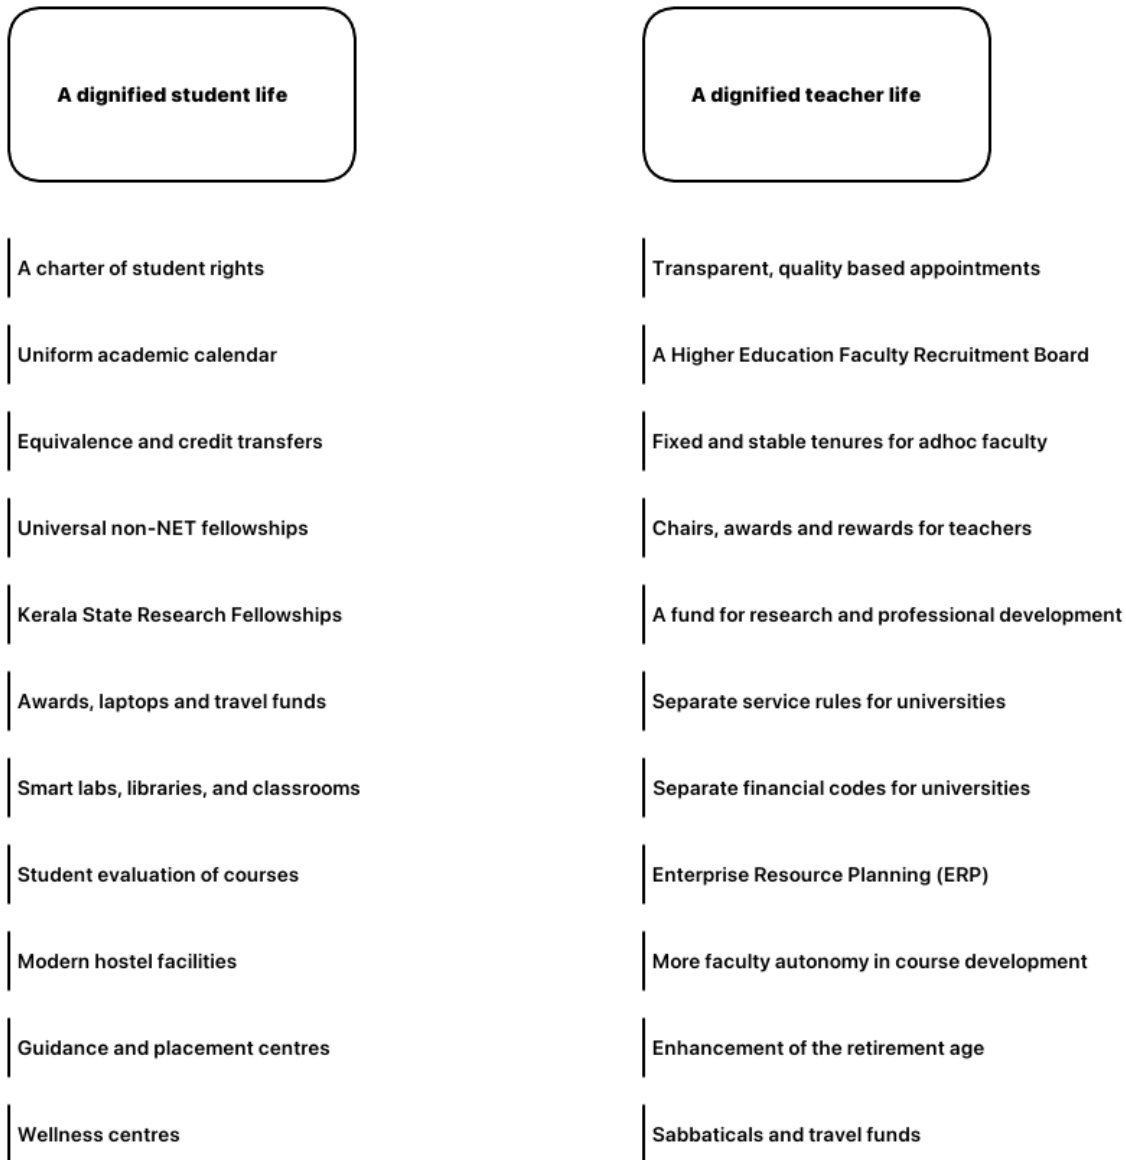 A dignified student life
A charter of student rights
Uniform academic calendar
Equivalence and credit transfers
Universal non-NET fellowships
Kerala State Research Fellowships
Awards, laptops and travel funds
Smart labs, libraries, and classrooms
Student evaluation of courses
Modern hostel facilities
Guidance and placement centres
Wellness centres
A dignified teacher life
Transparent, quality based appointments
A Higher Education Faculty Recruitment Board
Fixed and stable tenures for adhoc faculty
Chairs, awards and rewards for teachers
A fund for research and professional development
Separate service rules for universities
Separate financial codes for universities
Enterprise Resource Planning (ERP)
More faculty autonomy in course development
Enhancement of the retirement age
Sabbaticals and travel funds